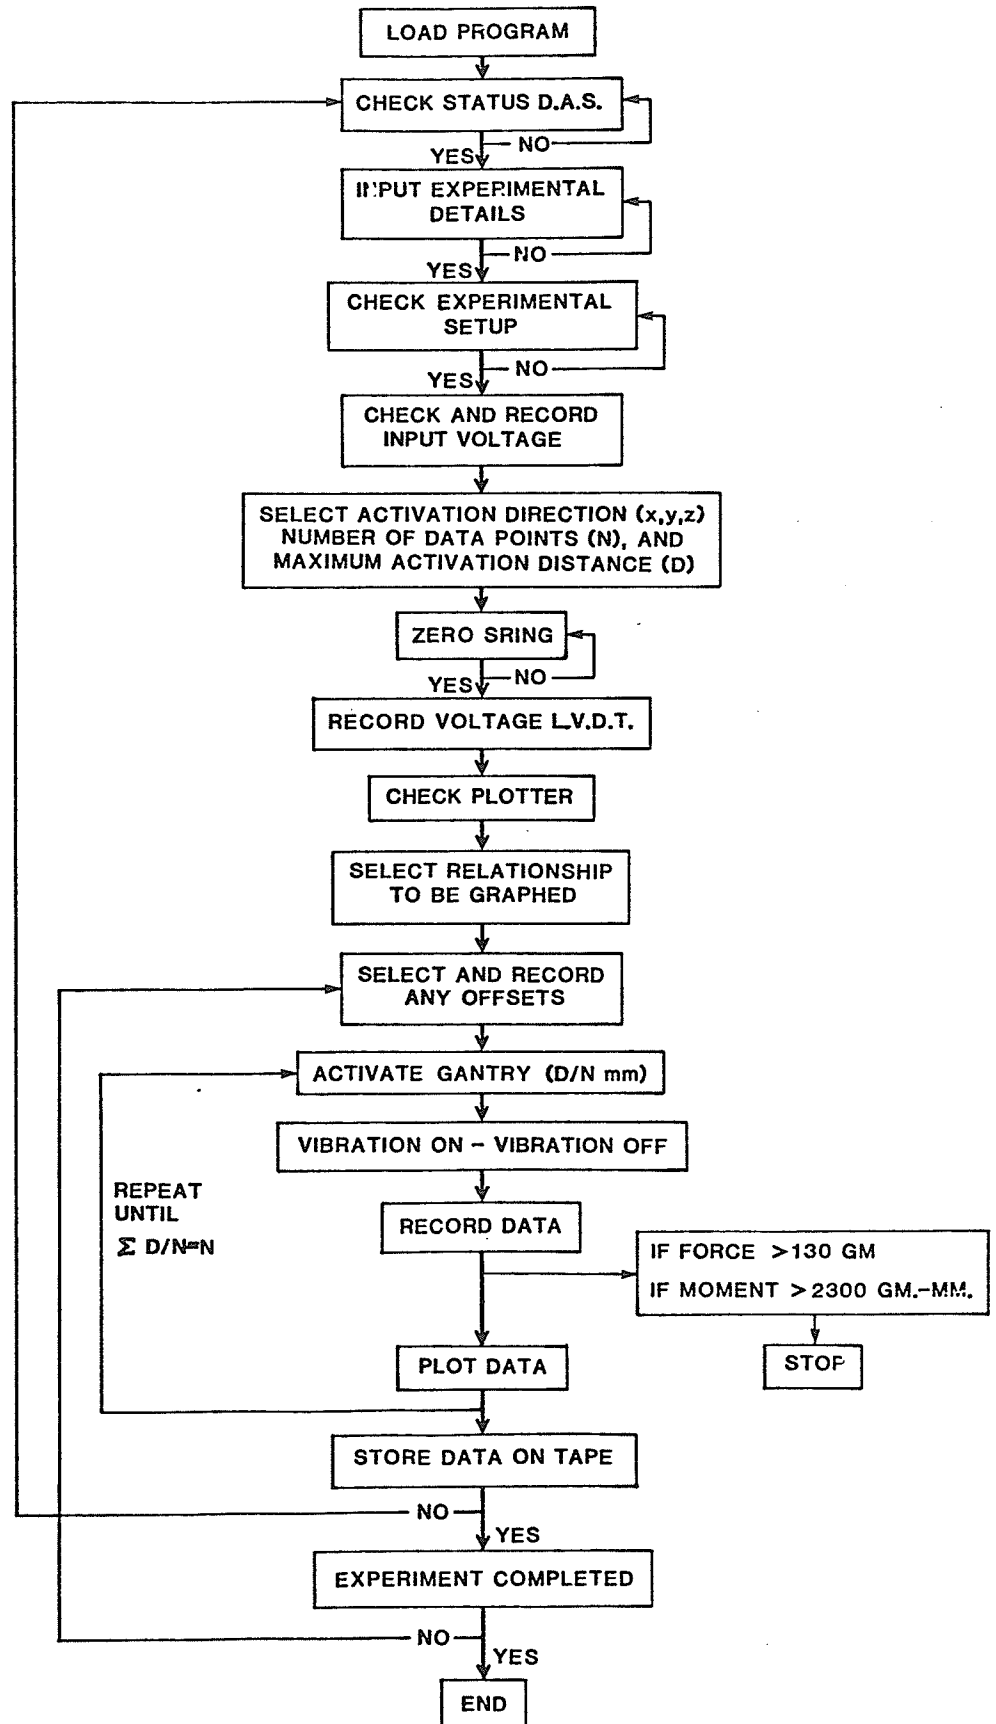 LOAD PROGRAM
CHECK STATUS D.A.S.
NO
YES
INPUT EXPERIMENTAL
DETAILS
NO
YES
CHECK EXPERIMENTAL
SETUP
NO
YES
CHECK AND RECORD
INPUT VOLTAGE
SELECT ACTIVATION DIRECTION (x,y,z)
NUMBER OF DATA POINTS (N), AND
MAXIMUM ACTIVATION DISTANCE (D)
ZERO SRING
NO
YES
RECORD VOLTAGE L.V.D.T.
CHECK PLOTTER
SELECT RELATIONSHIP
TO BE GRAPHED
SELECT AND RECORD
ANY OFFSETS
ACTIVATE GANTRY (D/N mm)
VIBRATION ON – VIBRATION OFF
REPEAT
UNTIL
Σ D/N=N
RECORD DATA
IF FORCE >130 GM
IF MOMENT >2300 GM.-MM.
STOP
PLOT DATA
STORE DATA ON TAPE
NO
YES
EXPERIMENT COMPLETED
NO
YES
END